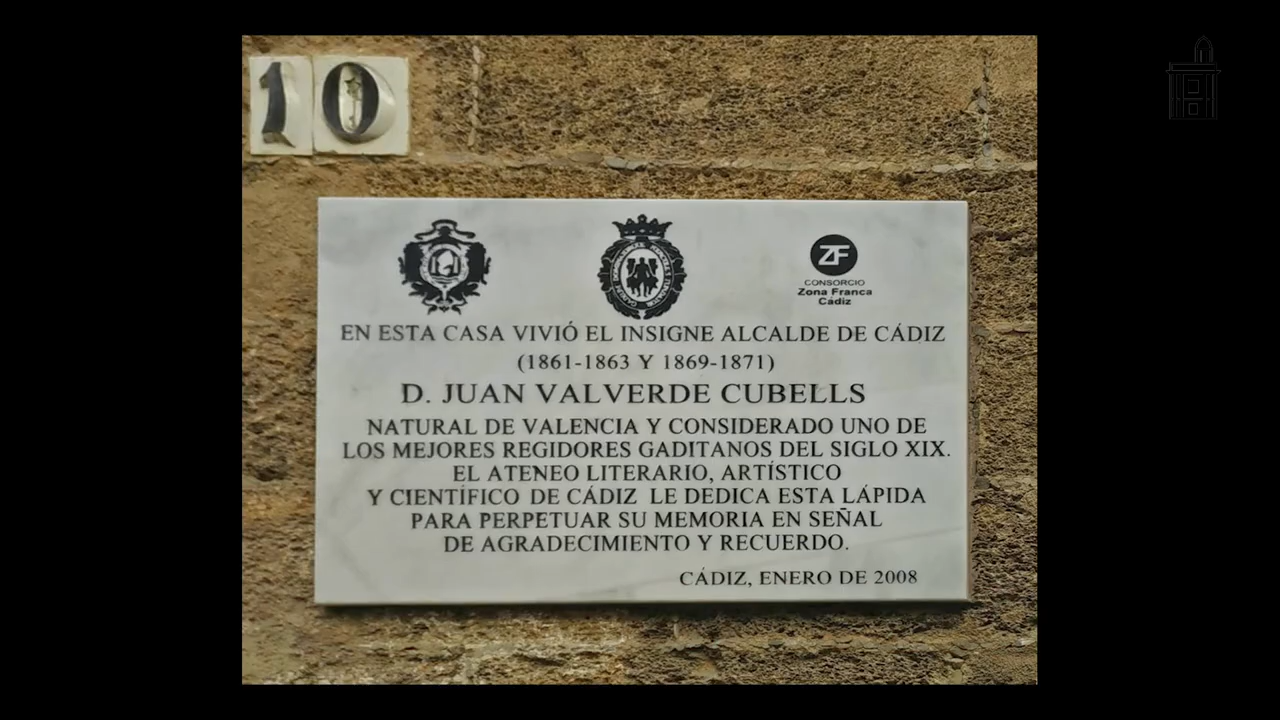 10
ZF
CONSORCIO
Zona Franca
Cádiz
EN ESTA CASA VIVIÓ EL INSIGNE ALCALDE DE CÁDIZ
(1861-1863 Y 1869-1871)
D. JUAN VALVERDE CUBELLS
NATURAL DE VALENCIA Y CONSIDERADO UNO DE
LOS MEJORES REGIDORES GADITANOS DEL SIGLO XIX.
EL ATENEO LITERARIO, ARTÍSTICO
Y CIENTÍFICO DE CÁDIZ LE DEDICA ESTA LÁPIDA
PARA PERPETUAR SU MEMORIA EN SEÑAL
DE AGRADECIMIENTO Y RECUERDO.
CÁDIZ, ENERO DE 2008